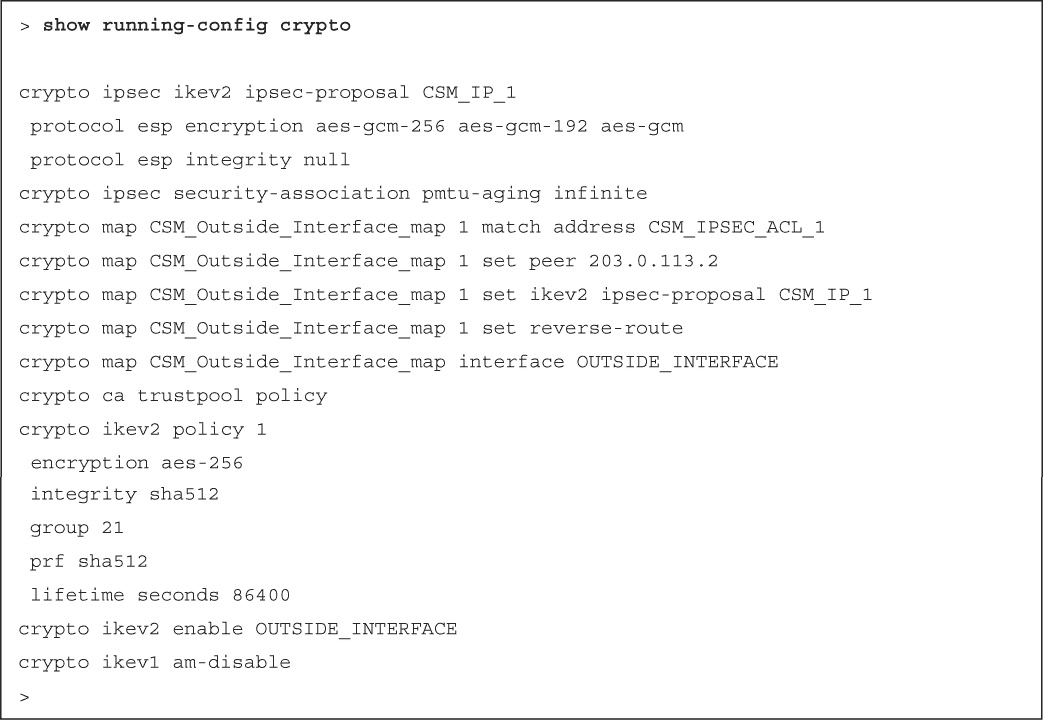 > show running-config crypto
crypto ipsec ikev2 ipsec-proposal CSM_IP_1
protocol esp encryption aes-gcm-256 aes-gcm-192 aes-gcm
protocol esp integrity null
crypto ipsec security-association pmtu-aging infinite
crypto map CSM_Outside_Interface_map 1 match address CSM_IPSEC_ACL_1
crypto map CSM_Outside_Interface_map 1 set peer 203.0.113.2
crypto map CSM_Outside_Interface_map 1 set ikev2 ipsec-proposal CSM_IP_1
crypto map CSM_Outside_Interface_map 1 set reverse-route
crypto map CSM_Outside_Interface_map interface OUTSIDE_INTERFACE
crypto ca trustpool policy
crypto ikev2 policy 1
encryption aes-256
integrity sha512
group 21
prf sha512
lifetime seconds 86400
crypto ikev2 enable OUTSIDE_INTERFACE
crypto ikev1 am-disable
>